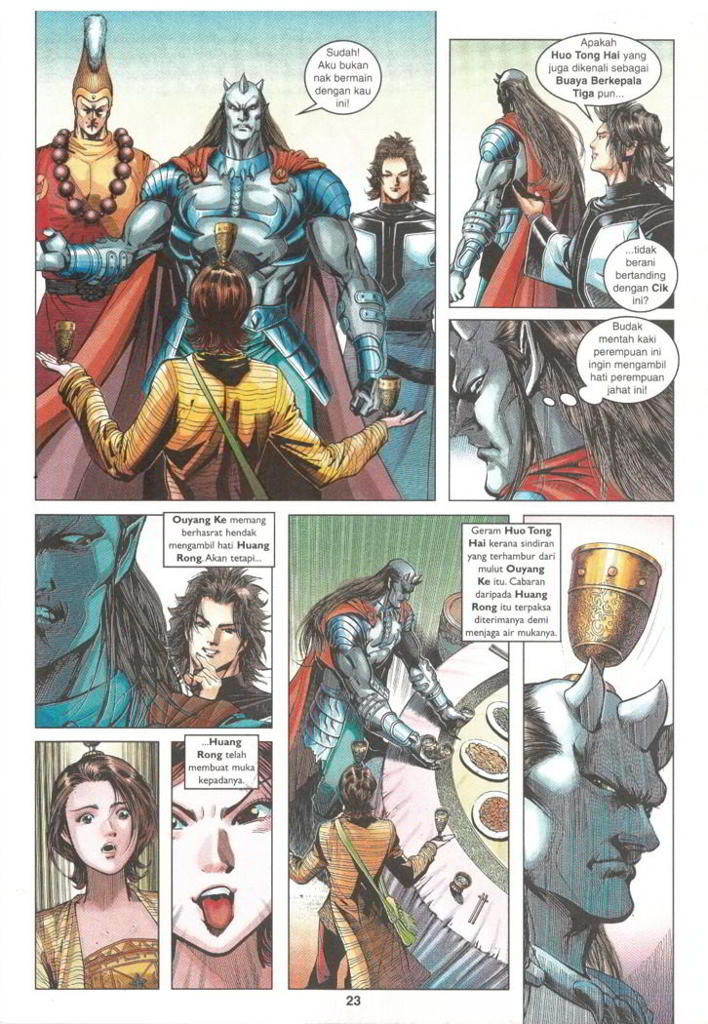 Sudah!
Aku bukan
nak bermain
dengan kau
ini!
Apakah
Huo Tong Hai yang
juga dikenali sebagai
Buaya Berkepala
Tiga pun...
...tidak
berani
bertanding
dengan Cik
ini?
Budak
mentah kaki
perempuan ini
ingin mengambil
hati perempuan
jahat ini!
Ouyang Ke memang
berhasrat hendak
mengambil hati Huang
Rong. Akan tetapi...
...Huang
Rong telah
membuat muka
kepadanya.
Geram Huo Tong
Hai kerana sindiran
yang terhambur dari
mulut Ouyang
Ke itu. Cabaran
daripada Huang
Rong itu terpaksa
diterimanya demi
menjaga air mukanya.
23